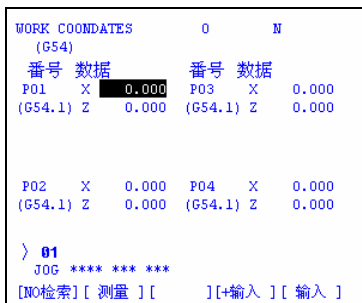 WORK COONDATES O N
(G54)
番号 数据 番号 数据
P01 X 0.000 P03 X 0.000
(G54.1) Z 0.000 (G54.1) Z 0.000
P02 X 0.000 P04 X 0.000
(G54.1) Z 0.000 (G54.1) Z 0.000
〉 01
JOG **** *** ***
[NO检索][ 测量 ][ ][+输入 ][ 输入 ]